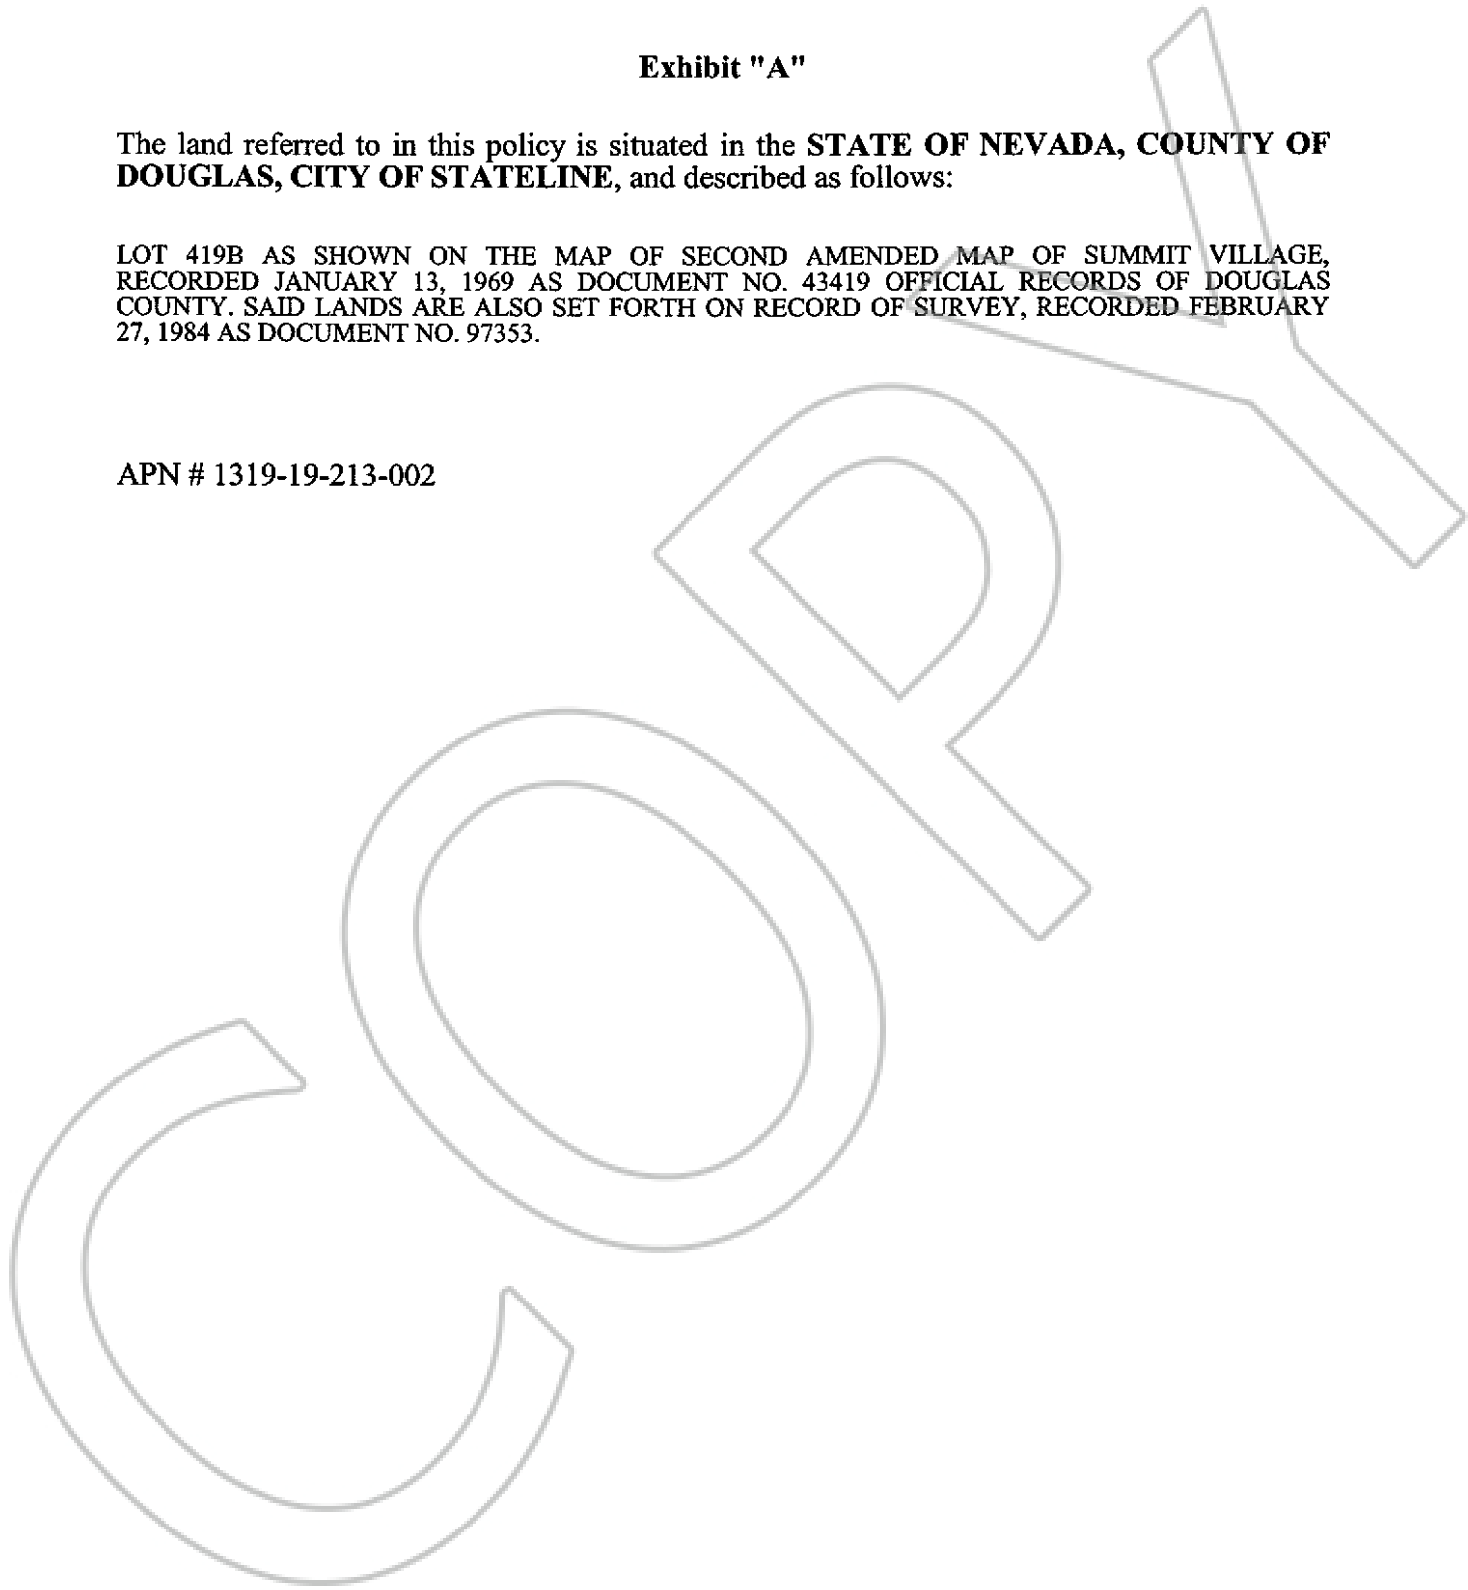 Exhibit "A"
The land referred to in this policy is situated in the STATE OF NEVADA, COUNTY OF
DOUGLAS, CITY OF STATELINE, and described as follows:
LOT 419B AS SHOWN ON THE MAP OF SECOND AMENDED MAP OF SUMMIT VILLAGE,
RECORDED JANUARY 13, 1969 AS DOCUMENT NO. 43419 OFFICIAL RECORDS OF DOUGLAS
COUNTY. SAID LANDS ARE ALSO SET FORTH ON RECORD OF SURVEY, RECORDED FEBRUARY
27, 1984 AS DOCUMENT NO. 97353.
APN # 1319-19-213-002
COPY